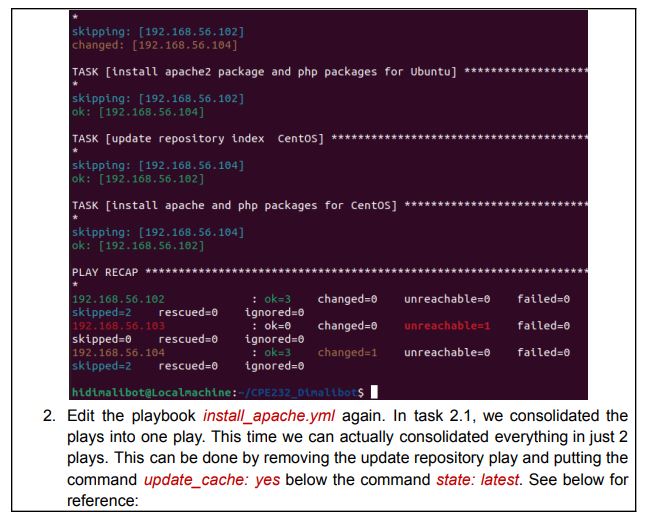 *
skipping: [192.168.56.102]
changed: [192.168.56.104]
TASK [install apache2 package and php packages for Ubuntu] *******************
*
skipping: [192.168.56.102]
ok: [192.168.56.104]
TASK [update repository index  CentOS] ***************************************
*
skipping: [192.168.56.104]
ok: [192.168.56.102]
TASK [install apache and php packages for CentOS] ****************************
*
skipping: [192.168.56.104]
ok: [192.168.56.102]
PLAY RECAP *******************************************************************
*
192.168.56.102 : ok=3 changed=0 unreachable=0 failed=0
skipped=2 rescued=0 ignored=0
192.168.56.103 : ok=0 changed=0 unreachable=1 failed=0
skipped=0 rescued=0 ignored=0
192.168.56.104 : ok=3 changed=1 unreachable=0 failed=0
skipped=2 rescued=0 ignored=0
hidimalibot@Localmachine:~/CPE232_Dimalibot$
2. Edit the playbook install_apache.yml again. In task 2.1, we consolidated the
plays into one play. This time we can actually consolidated everything in just 2
plays. This can be done by removing the update repository play and putting the
command update_cache: yes below the command state: latest. See below for
reference: